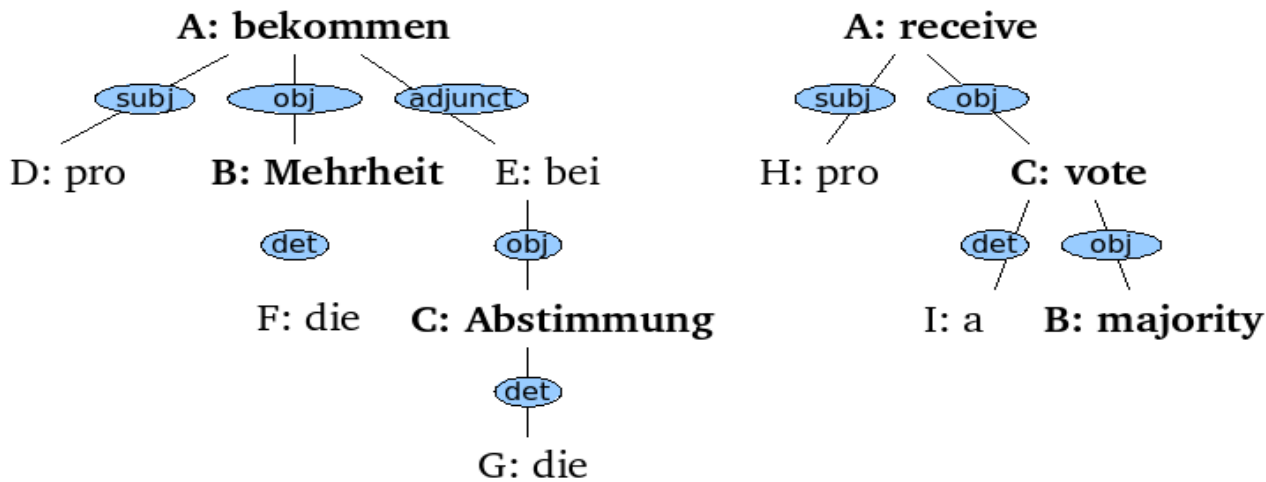 A: bekommen A: receive
subj obj adjunct subj obj
D: pro B: Mehrheit E: bei H: pro C: vote
det obj det obj
F: die C: Abstimmung I: a B: majority
det
G: die